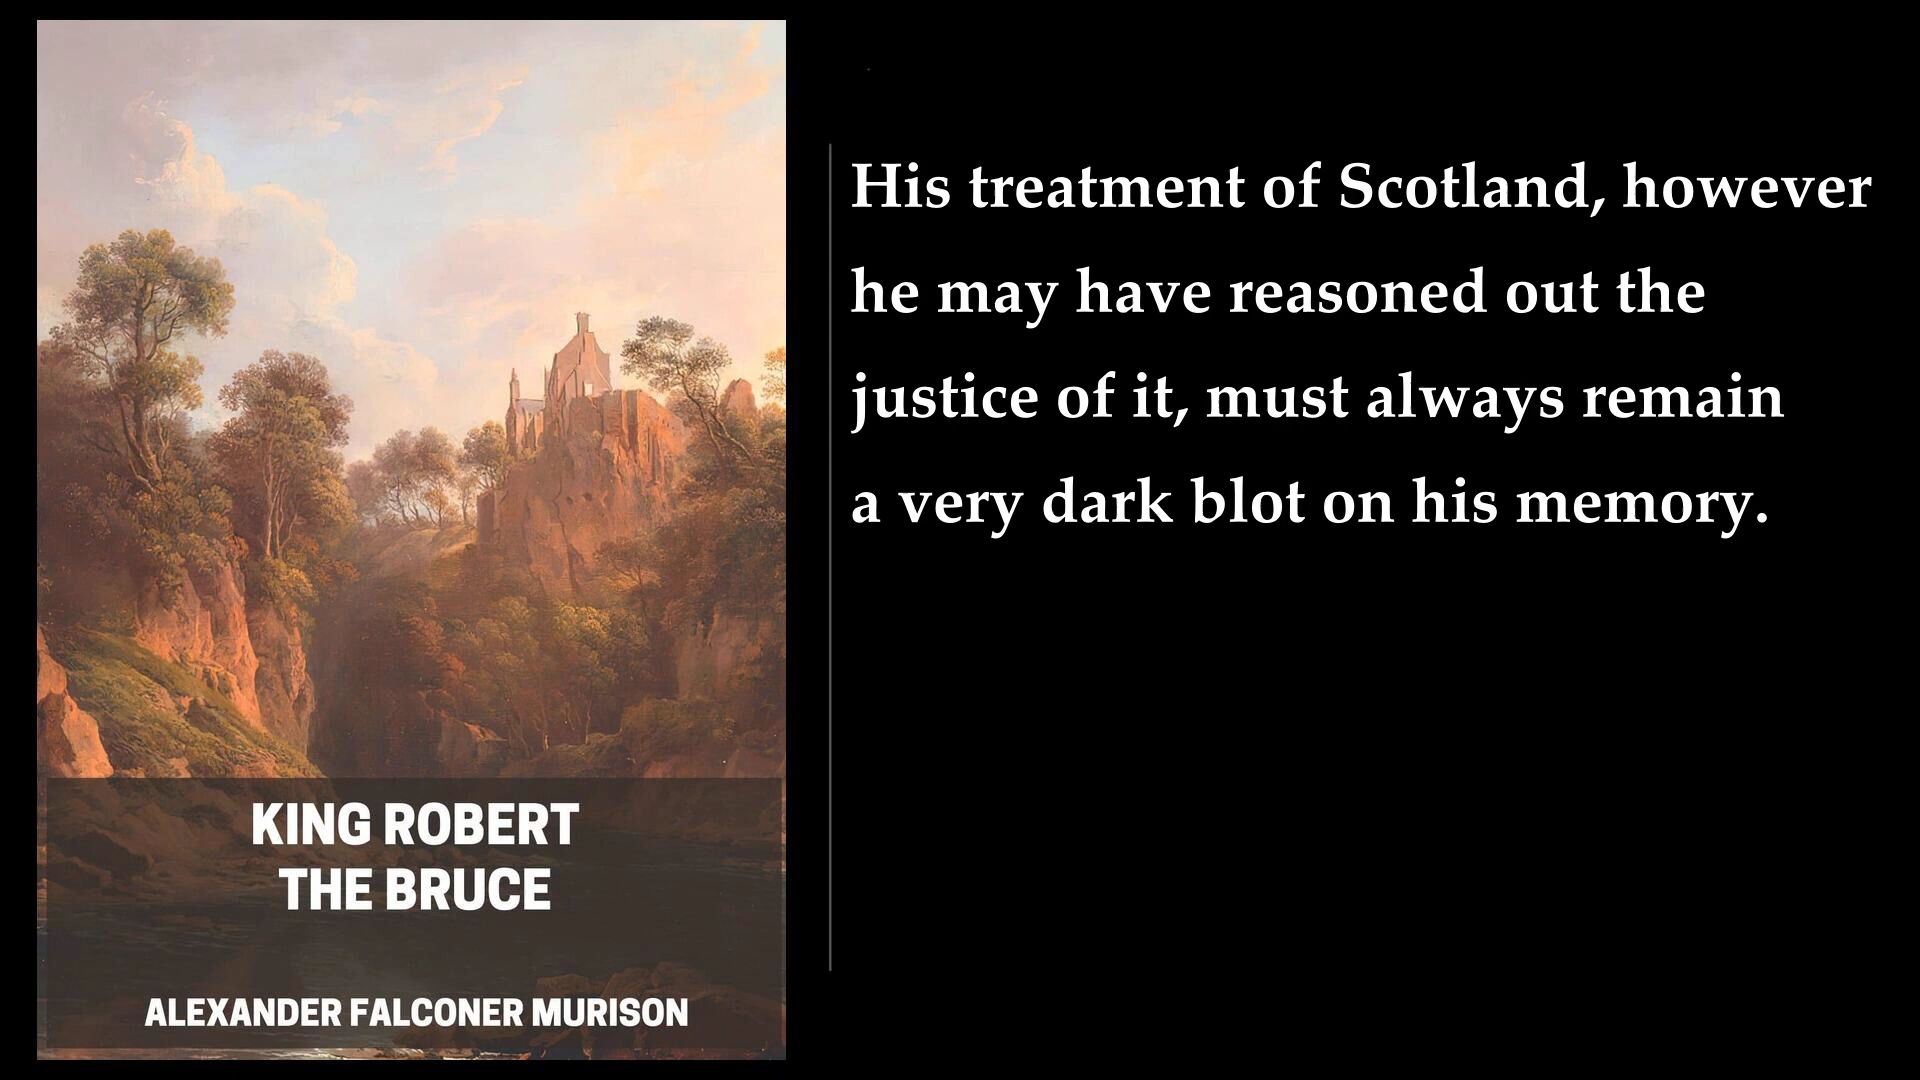 His treatment of Scotland, however
he may have reasoned out the
justice of it, must always remain
a very dark blot on his memory.
KING ROBERT
THE BRUCE
ALEXANDER FALCONER MURISON